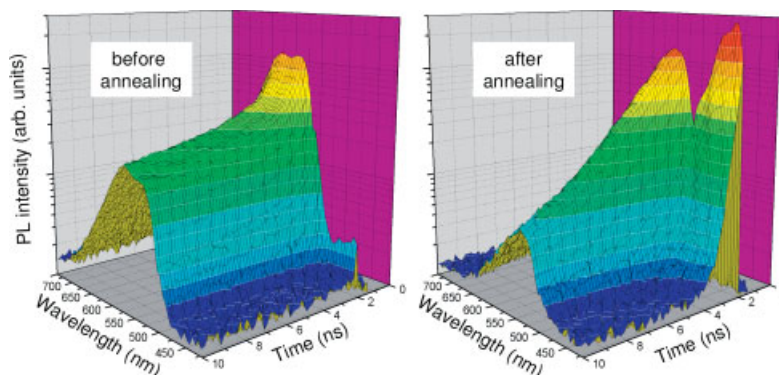 before
annealing
after
annealing
PL intensity (arb. units)
700
650
600
550
500
450
Wavelength (nm)
10
8
6
4
2
0
Time (ns)
700
650
600
550
500
450
Wavelength (nm)
10
8
6
4
2
0
Time (ns)